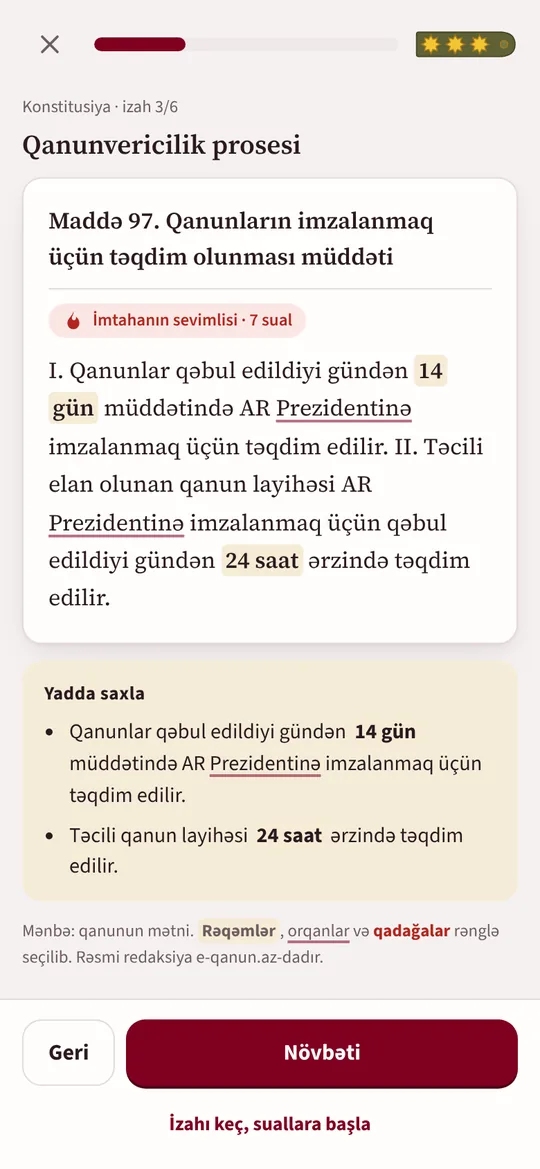 Konstitusiya · izah 3/6
Qanunvericilik prosesi
Maddə 97. Qanunların imzalanmaq
üçün təqdim olunması müddəti
İmtahanın sevimlisi · 7 sual
I. Qanunlar qəbul edildiyi gündən 14
gün müddətində AR Prezidentinə
imzalanmaq üçün təqdim edilir. II. Təcili
elan olunan qanun layihəsi AR
Prezidentinə imzalanmaq üçün qəbul
edildiyi gündən 24 saat ərzində təqdim
edilir.
Yadda saxla
• Qanunlar qəbul edildiyi gündən 14 gün
müddətində AR Prezidentinə imzalanmaq üçün
təqdim edilir.
• Təcili qanun layihəsi 24 saat ərzində təqdim
edilir.
Mənbə: qanunun mətni. Rəqəmlər , orqanlar və qadağalar rənglə
seçilib. Rəsmi redaksiya e-qanun.az-dadır.
Geri
Növbəti
İzahı keç, suallara başla